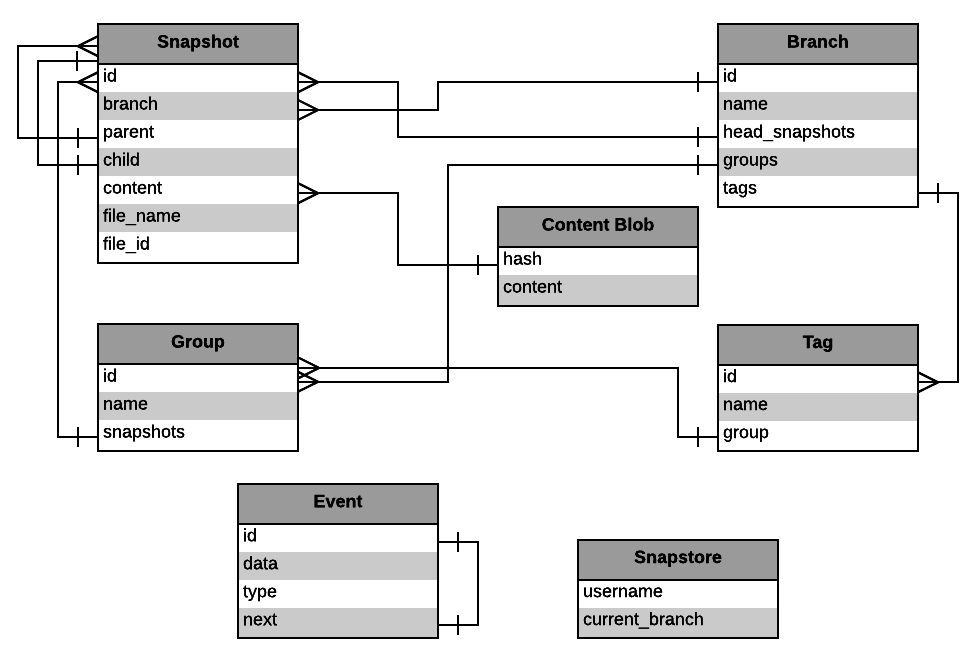 Snapshot
id
branch
parent
child
content
file_name
file_id
Branch
id
name
head_snapshots
groups
tags
Content Blob
hash
content
Group
id
name
snapshots
Tag
id
name
group
Event
id
data
type
next
Snapstore
username
current_branch